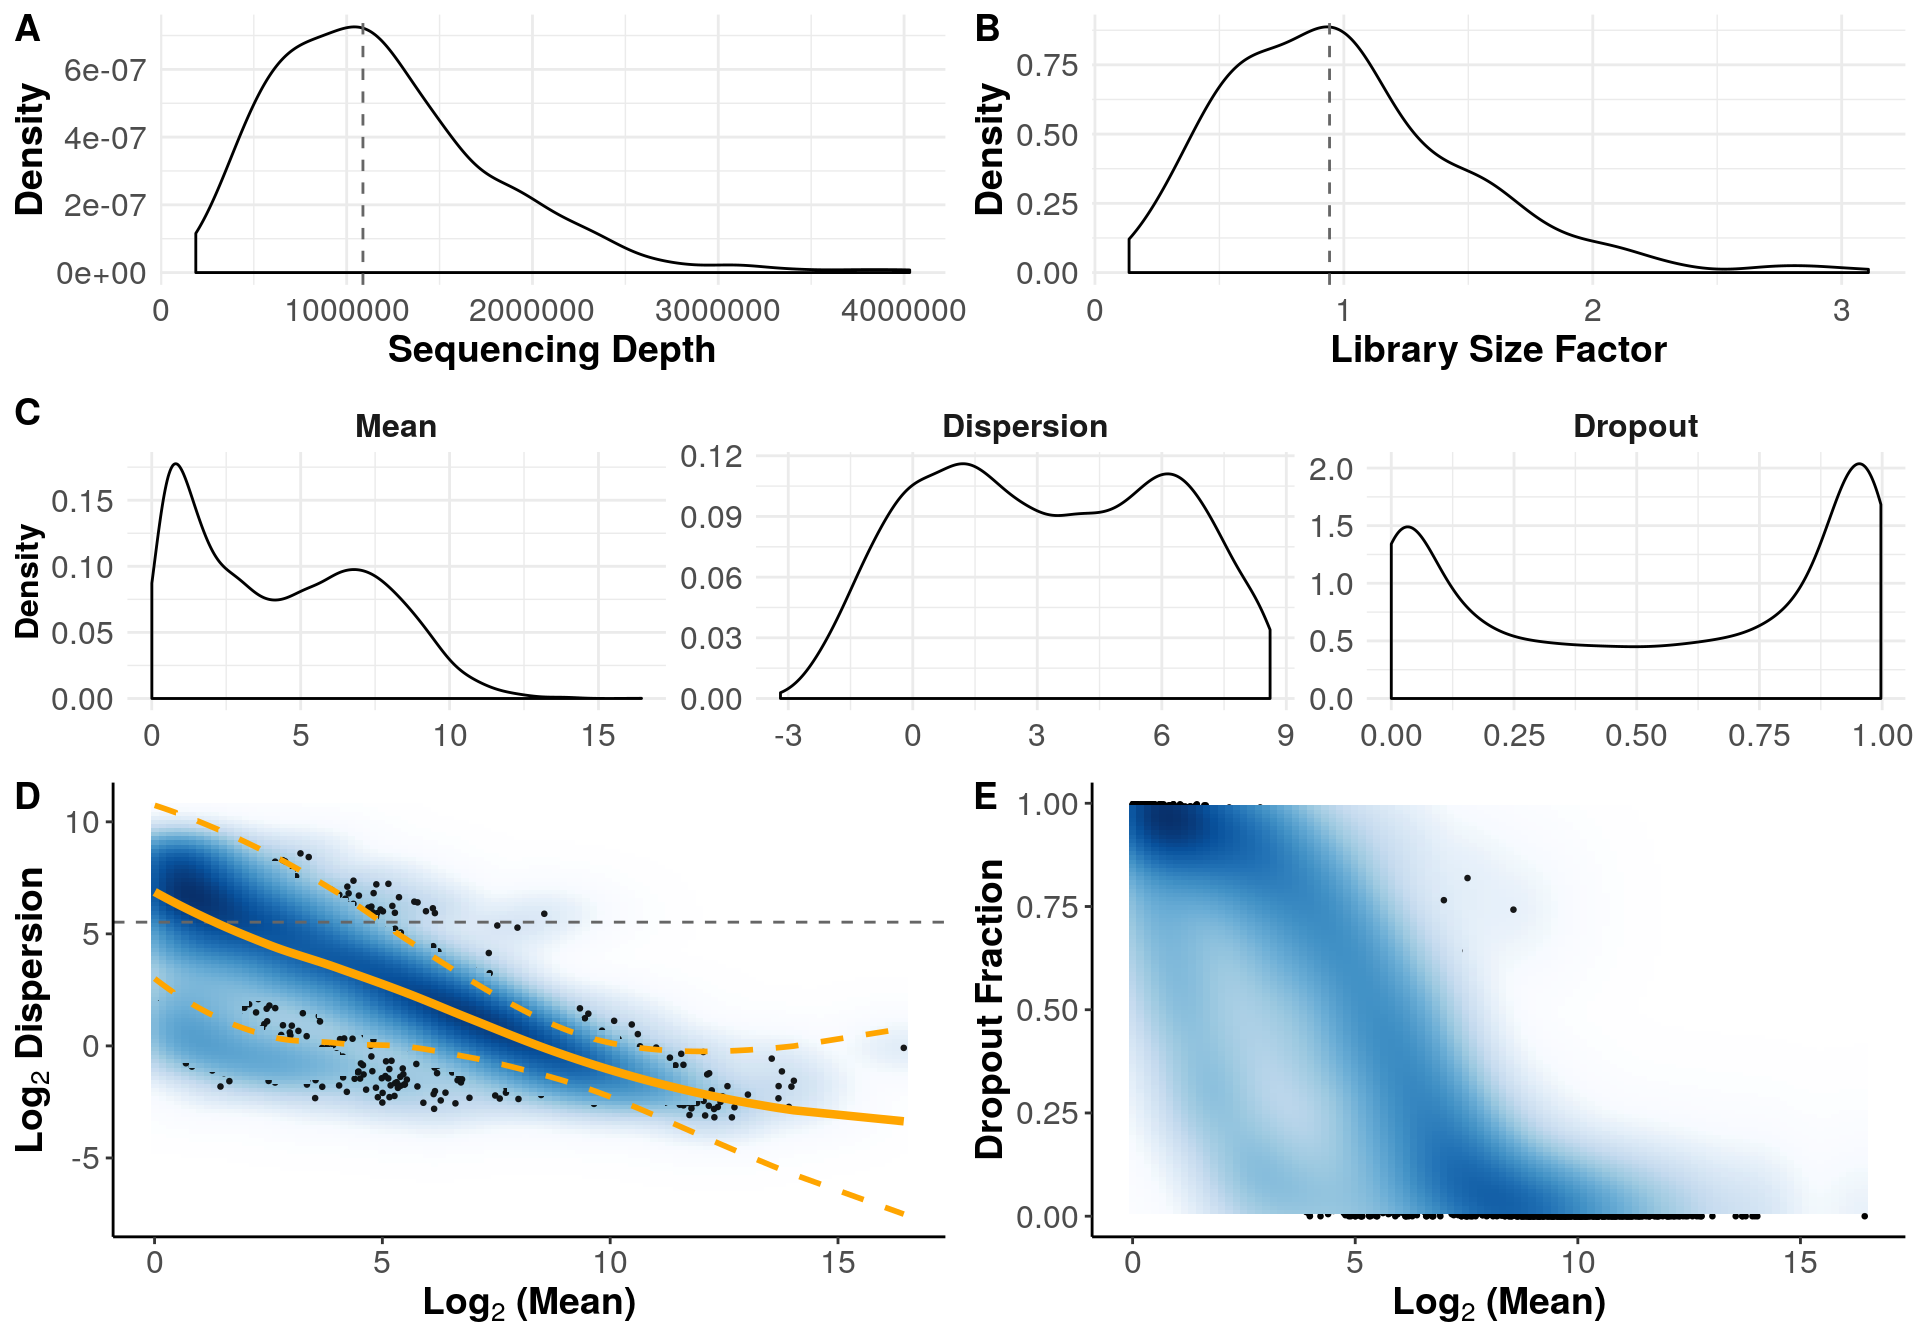 A
Density
6e-07
4e-07
2e-07
0e+00
0 1000000 2000000 3000000 4000000
Sequencing Depth
B
Density
0.75
0.50
0.25
0.00
0 1 2 3
Library Size Factor
C
Mean Dispersion Dropout
Density
0.15
0.10
0.05
0.00
0 5 10 15
0.12
0.09
0.06
0.03
0.00
-3 0 3 6 9
2.0
1.5
1.0
0.5
0.0
0.00 0.25 0.50 0.75 1.00
D
Log2 Dispersion
10
5
0
-5
0 5 10 15
Log2 (Mean)
E
Dropout Fraction
1.00
0.75
0.50
0.25
0.00
0 5 10 15
Log2 (Mean)